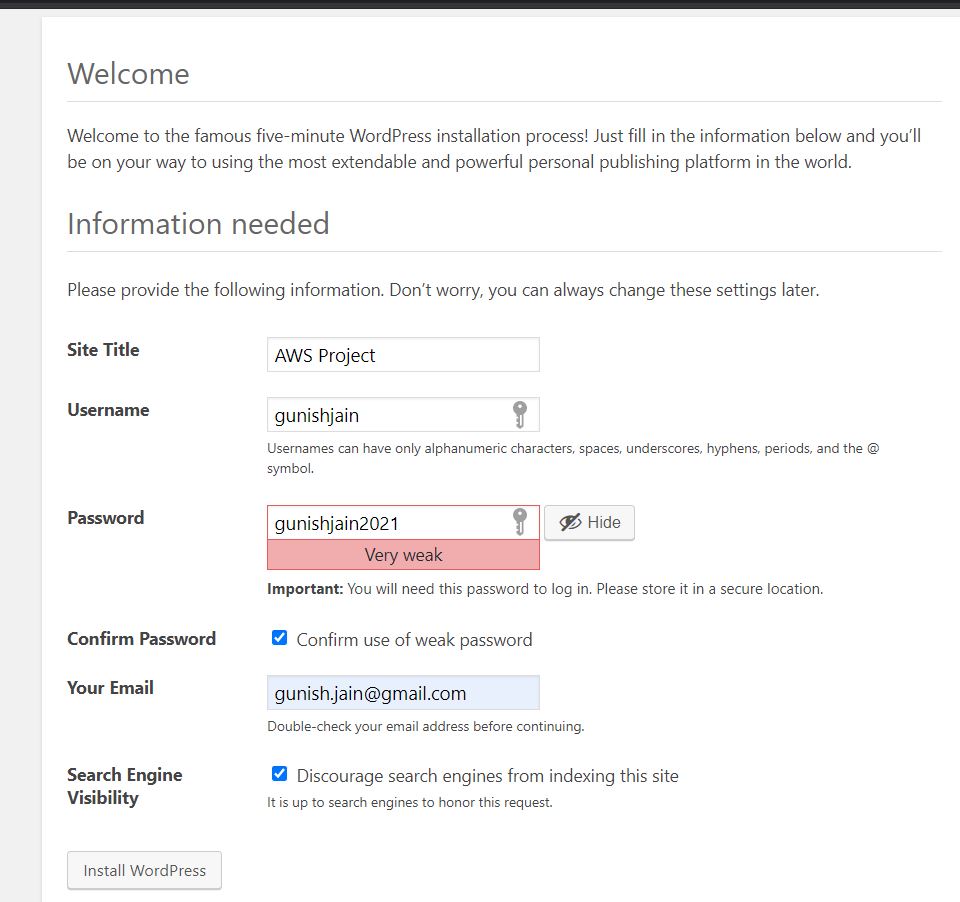 Welcome
Welcome to the famous five-minute WordPress installation process! Just fill in the information below and you’ll
be on your way to using the most extendable and powerful personal publishing platform in the world.
Information needed
Please provide the following information. Don’t worry, you can always change these settings later.
Site Title
AWS Project
Username
gunishjain
Usernames can have only alphanumeric characters, spaces, underscores, hyphens, periods, and the @
symbol.
Password
gunishjain2021
Hide
Very weak
Important: You will need this password to log in. Please store it in a secure location.
Confirm Password
Confirm use of weak password
Your Email
gunish.jain@gmail.com
Double-check your email address before continuing.
Search Engine
Visibility
Discourage search engines from indexing this site
It is up to search engines to honor this request.
Install WordPress